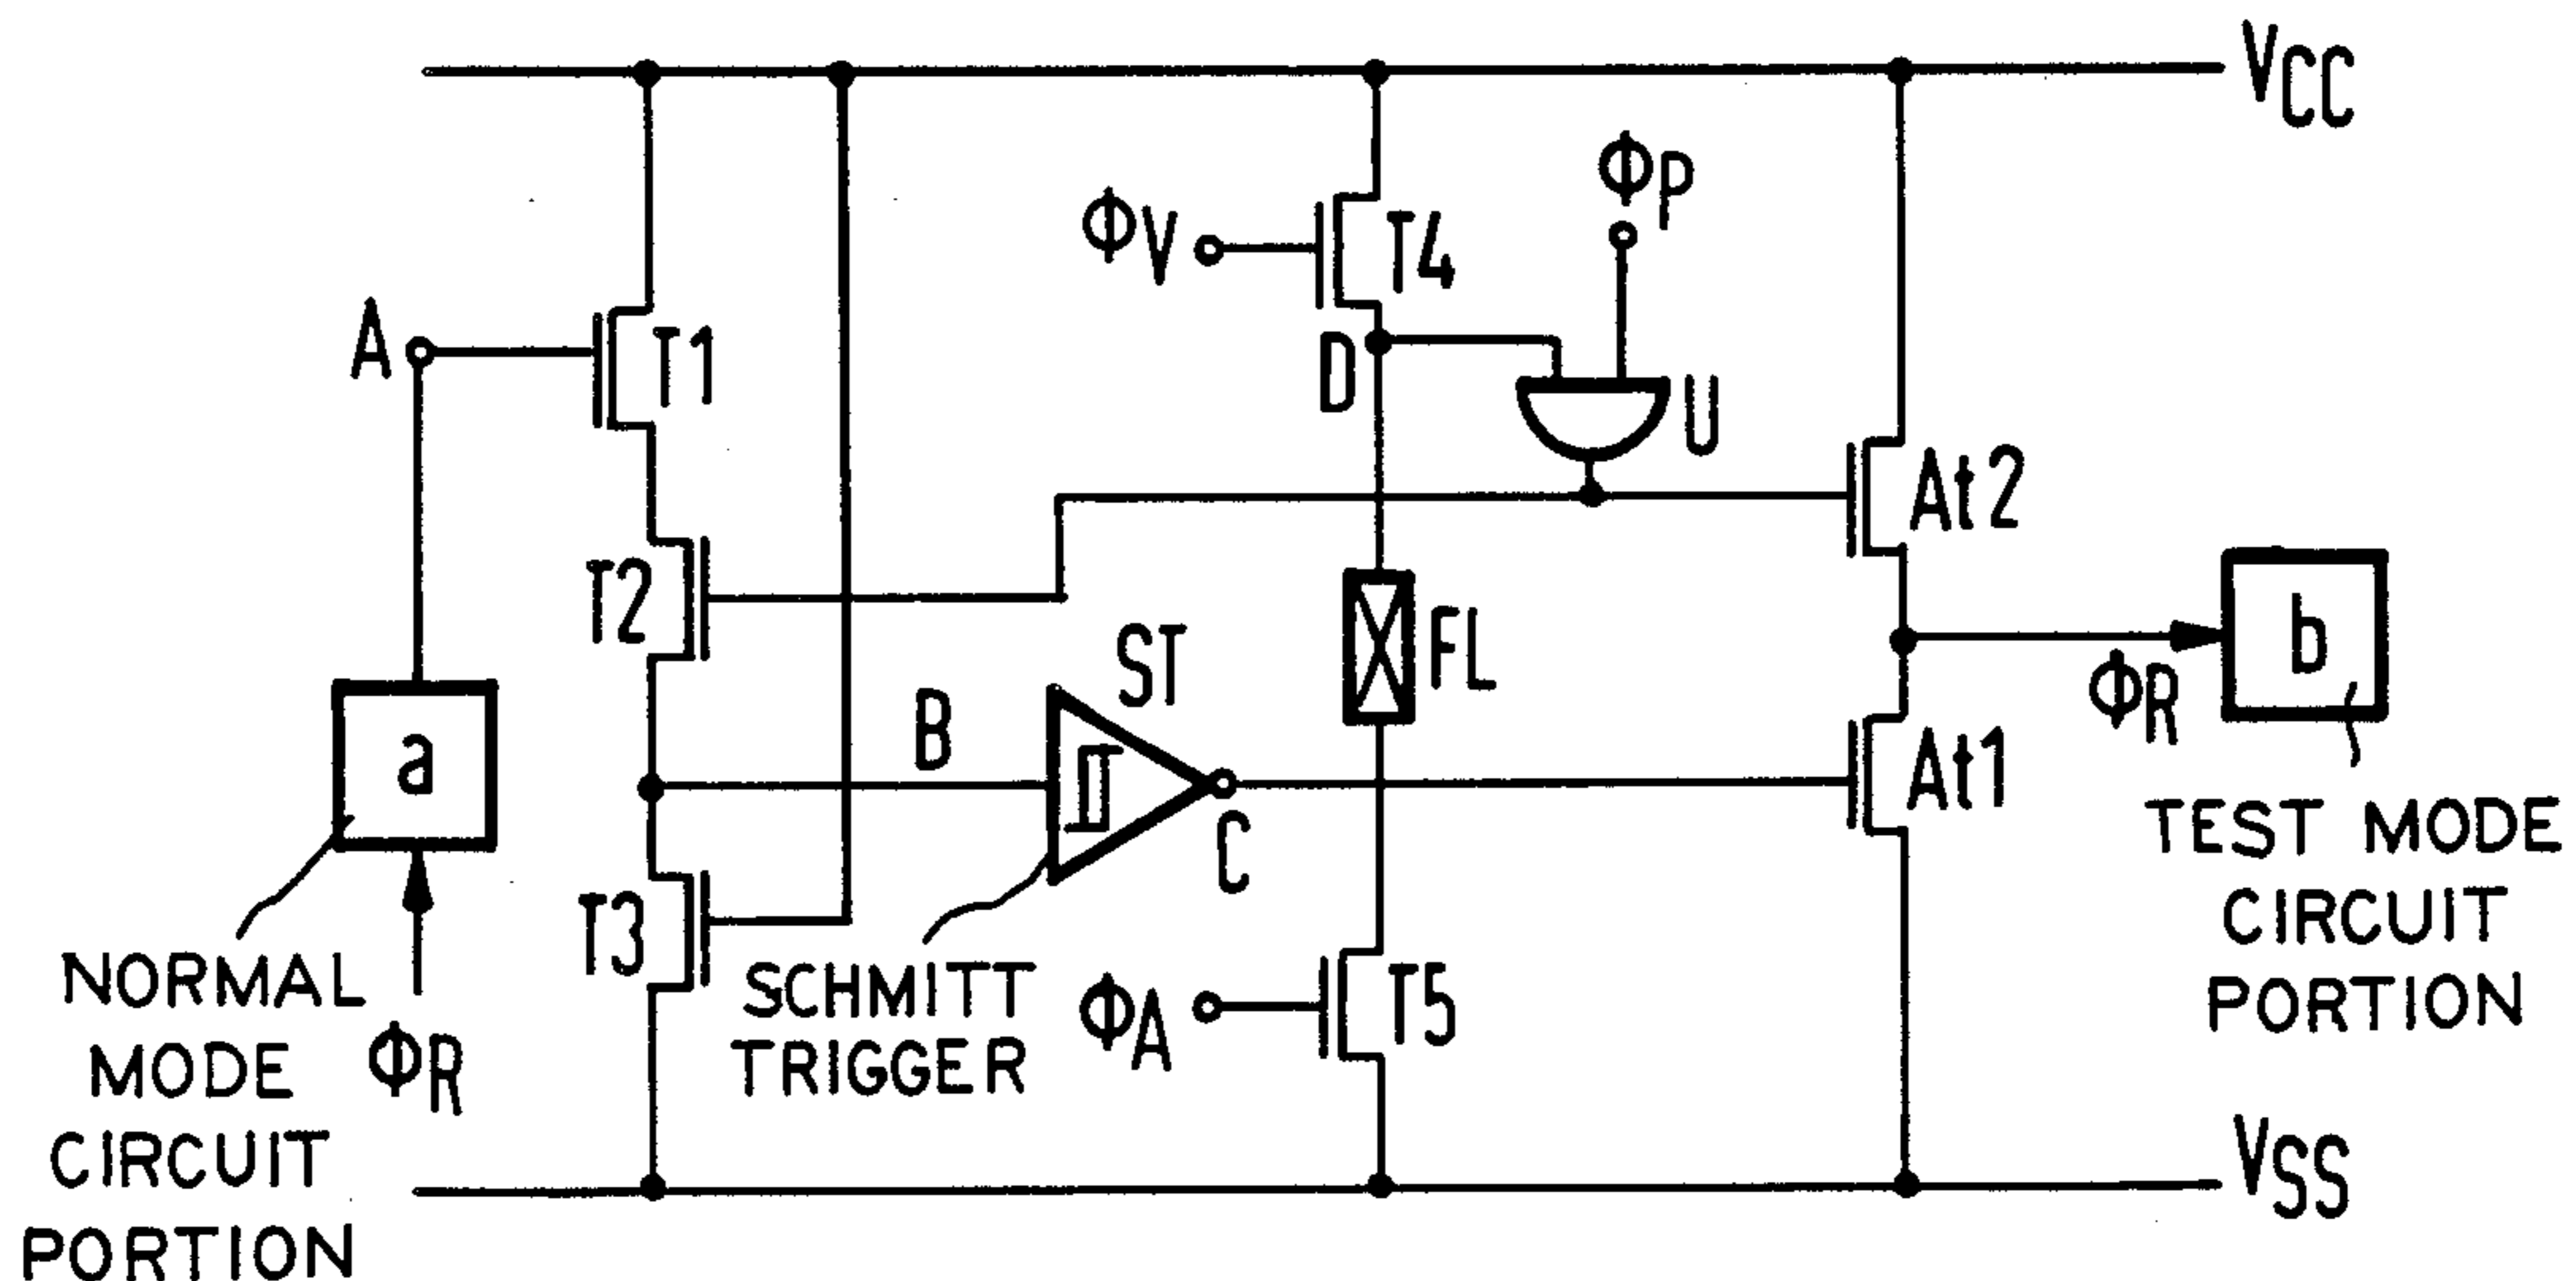 VCC
ΦV
T4
ΦP
A
T1
D
U
At2
T2
ST
FL
B
a
b
ΦR
C
At1
T3
TEST MODE
CIRCUIT
PORTION
NORMAL
MODE
CIRCUIT
PORTION
ΦR
SCHMITT
TRIGGER
ΦA
T5
VSS